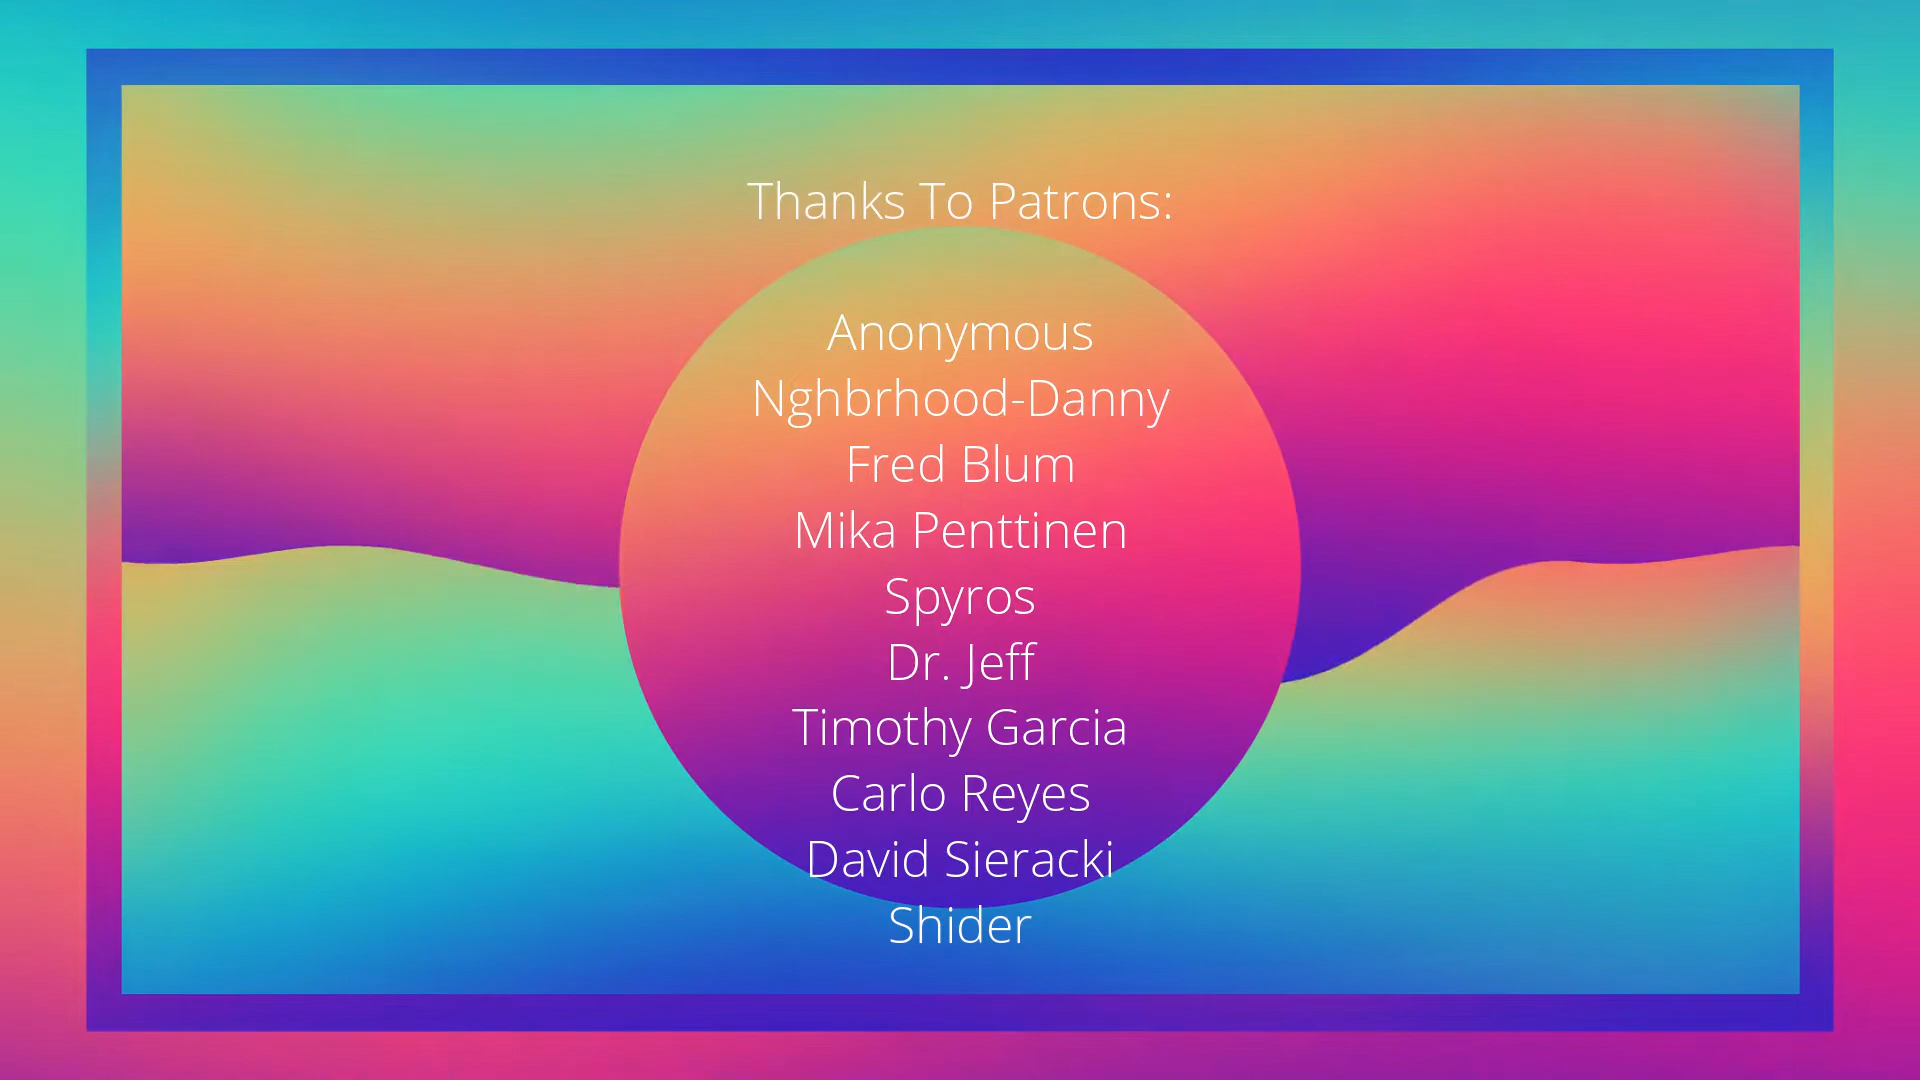 Thanks To Patrons:
Anonymous
Nghbrhood-Danny
Fred Blum
Mika Penttinen
Spyros
Dr. Jeff
Timothy Garcia
Carlo Reyes
David Sieracki
Shider